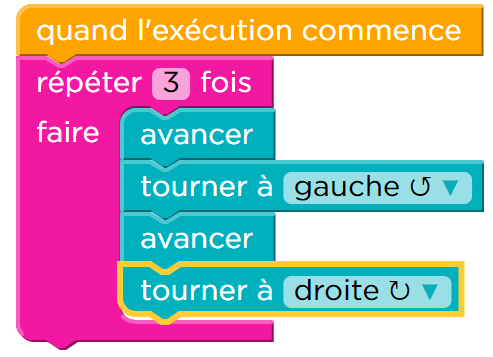 quand l'exécution commence
répéter 3 fois
faire avancer
tourner à gauche ↺ ▼
avancer
tourner à droite ↻ ▼